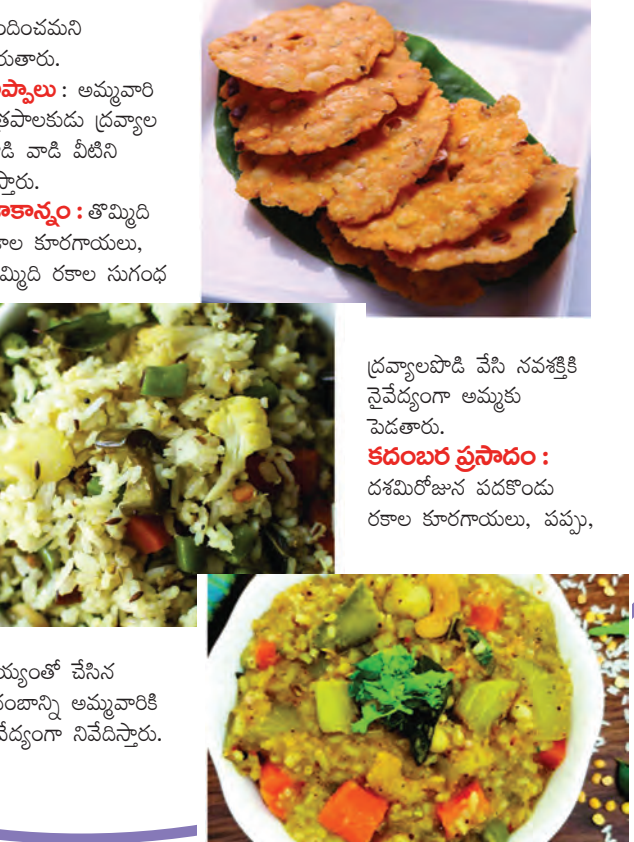 ందించమని
రుతారు.
ప్పాలు : అమ్మవారి
త్రపాలకుడు ద్రవ్యాల
డి వాడి వీటిని
స్తారు.
కాన్నం : తొమ్మిది
కాల కూరగాయలు,
మ్మిది రకాల సుగంధ
ద్రవ్యాలపొడి వేసి నవశక్తికి
నైవేద్యంగా అమ్మకు
పెడతారు.
కదంబర ప్రసాదం :
దశమిరోజున పదకొండు
రకాల కూరగాయలు, పప్పు,
య్యంతో చేసిన
దంబాన్ని అమ్మవారికి
వేద్యంగా నివేదిస్తారు.